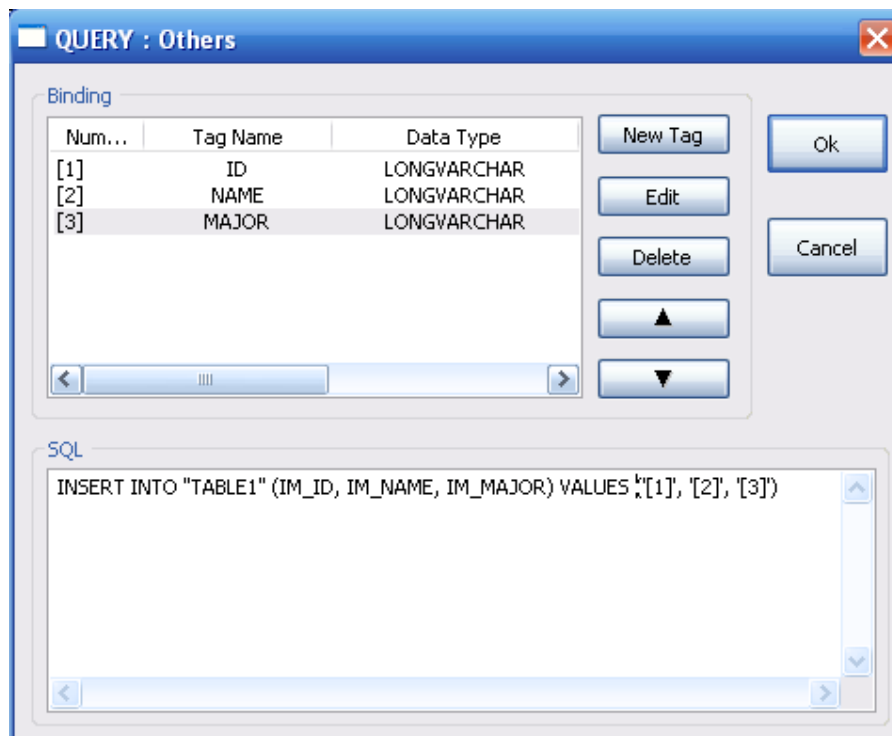 QUERY : Others
Binding
Num... Tag Name Data Type
[1] ID LONGVARCHAR
[2] NAME LONGVARCHAR
[3] MAJOR LONGVARCHAR
New Tag
Edit
Delete
Ok
Cancel
SQL
INSERT INTO "TABLE1" (IM_ID, IM_NAME, IM_MAJOR) VALUES ('[1]', '[2]', '[3]')